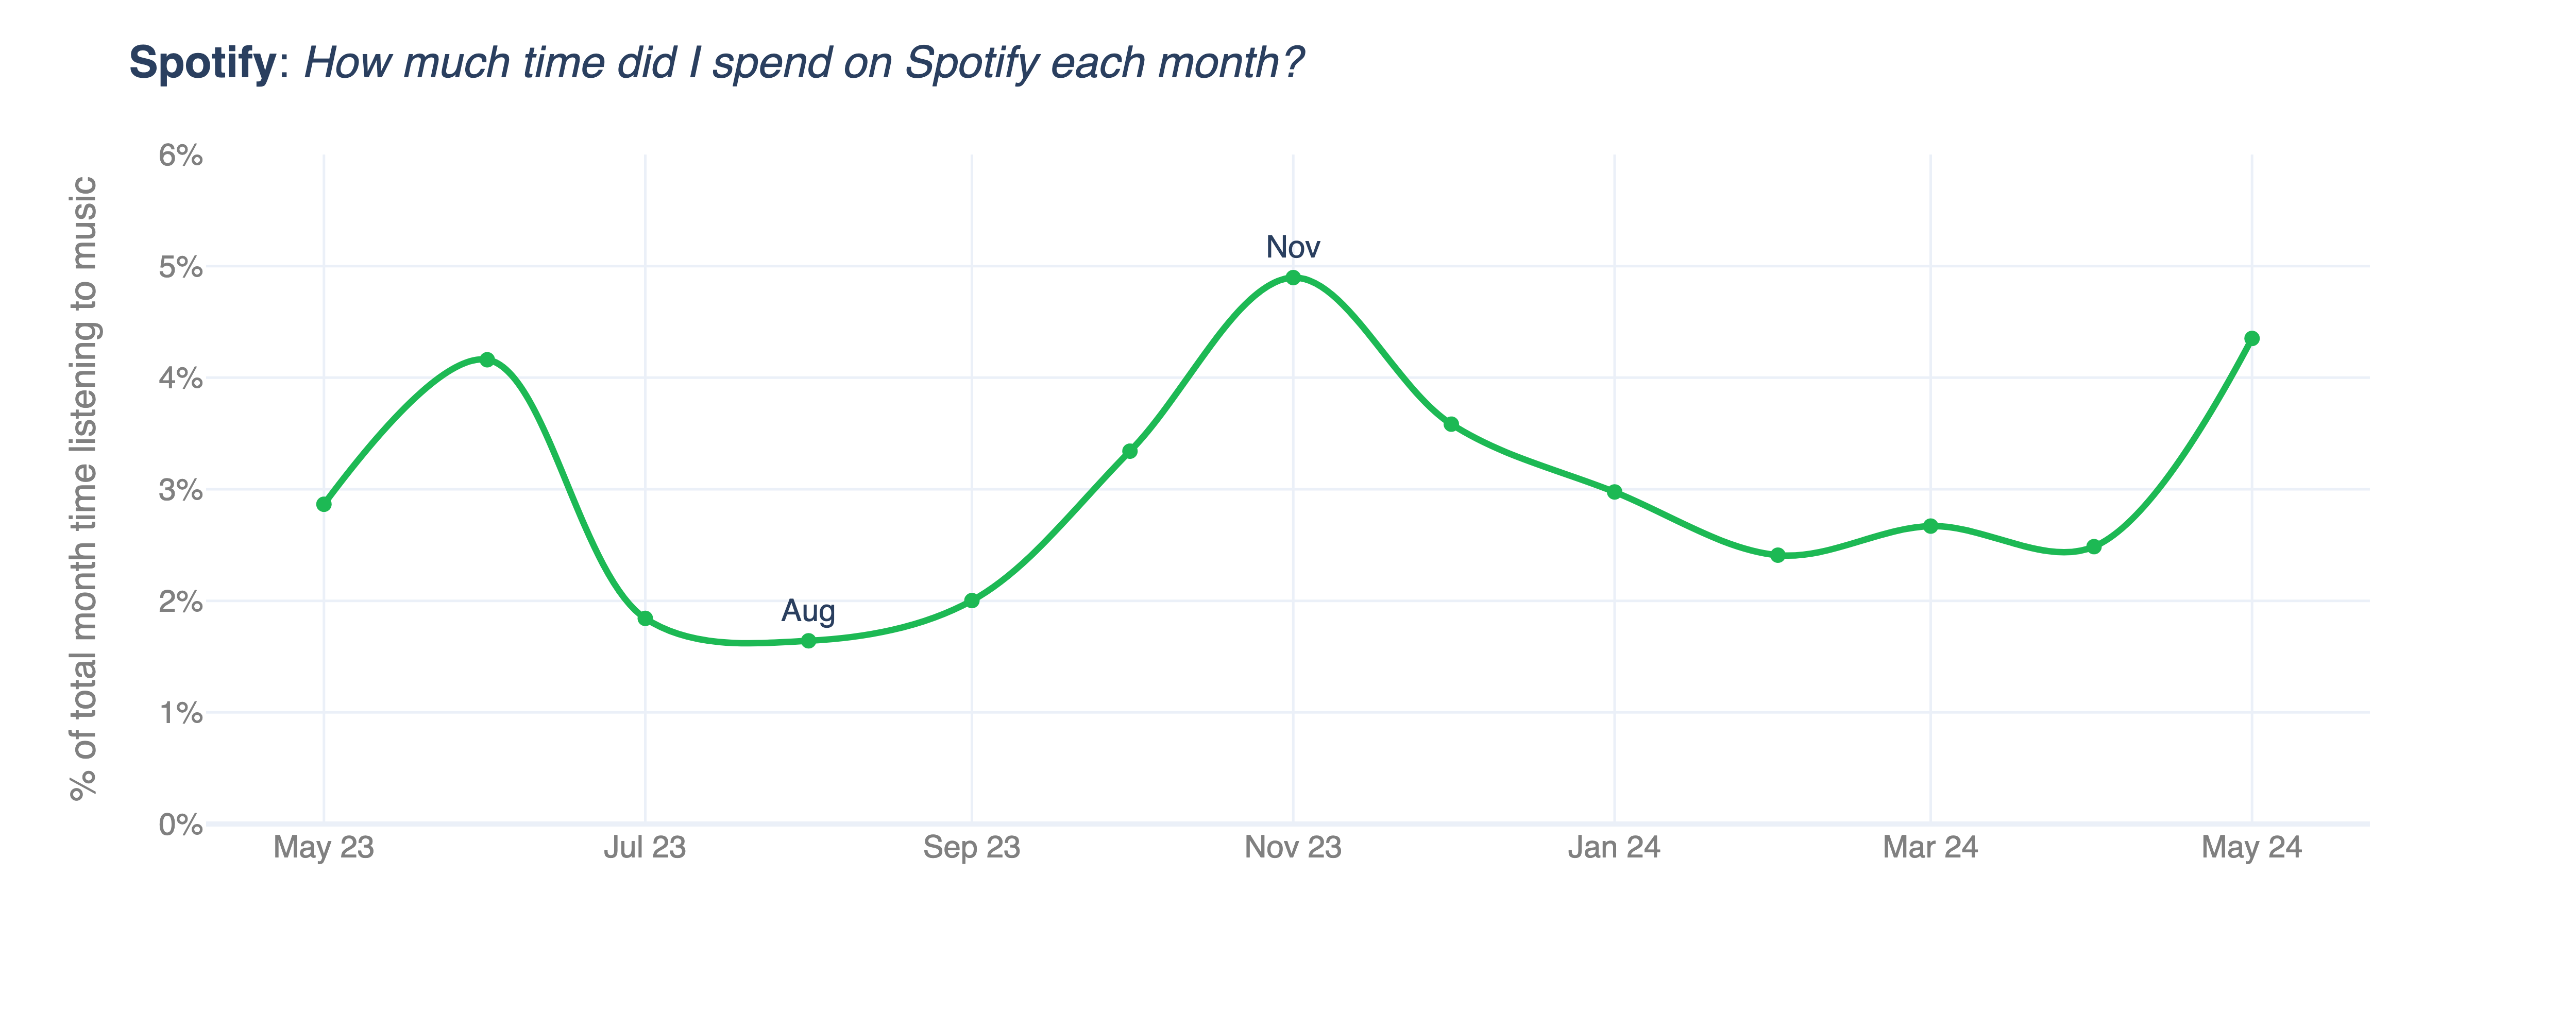 Spotify: How much time did I spend on Spotify each month?
% of total month time listening to music
6%
5%
4%
3%
2%
1%
0%
Nov
Aug
May 23
Jul 23
Sep 23
Nov 23
Jan 24
Mar 24
May 24